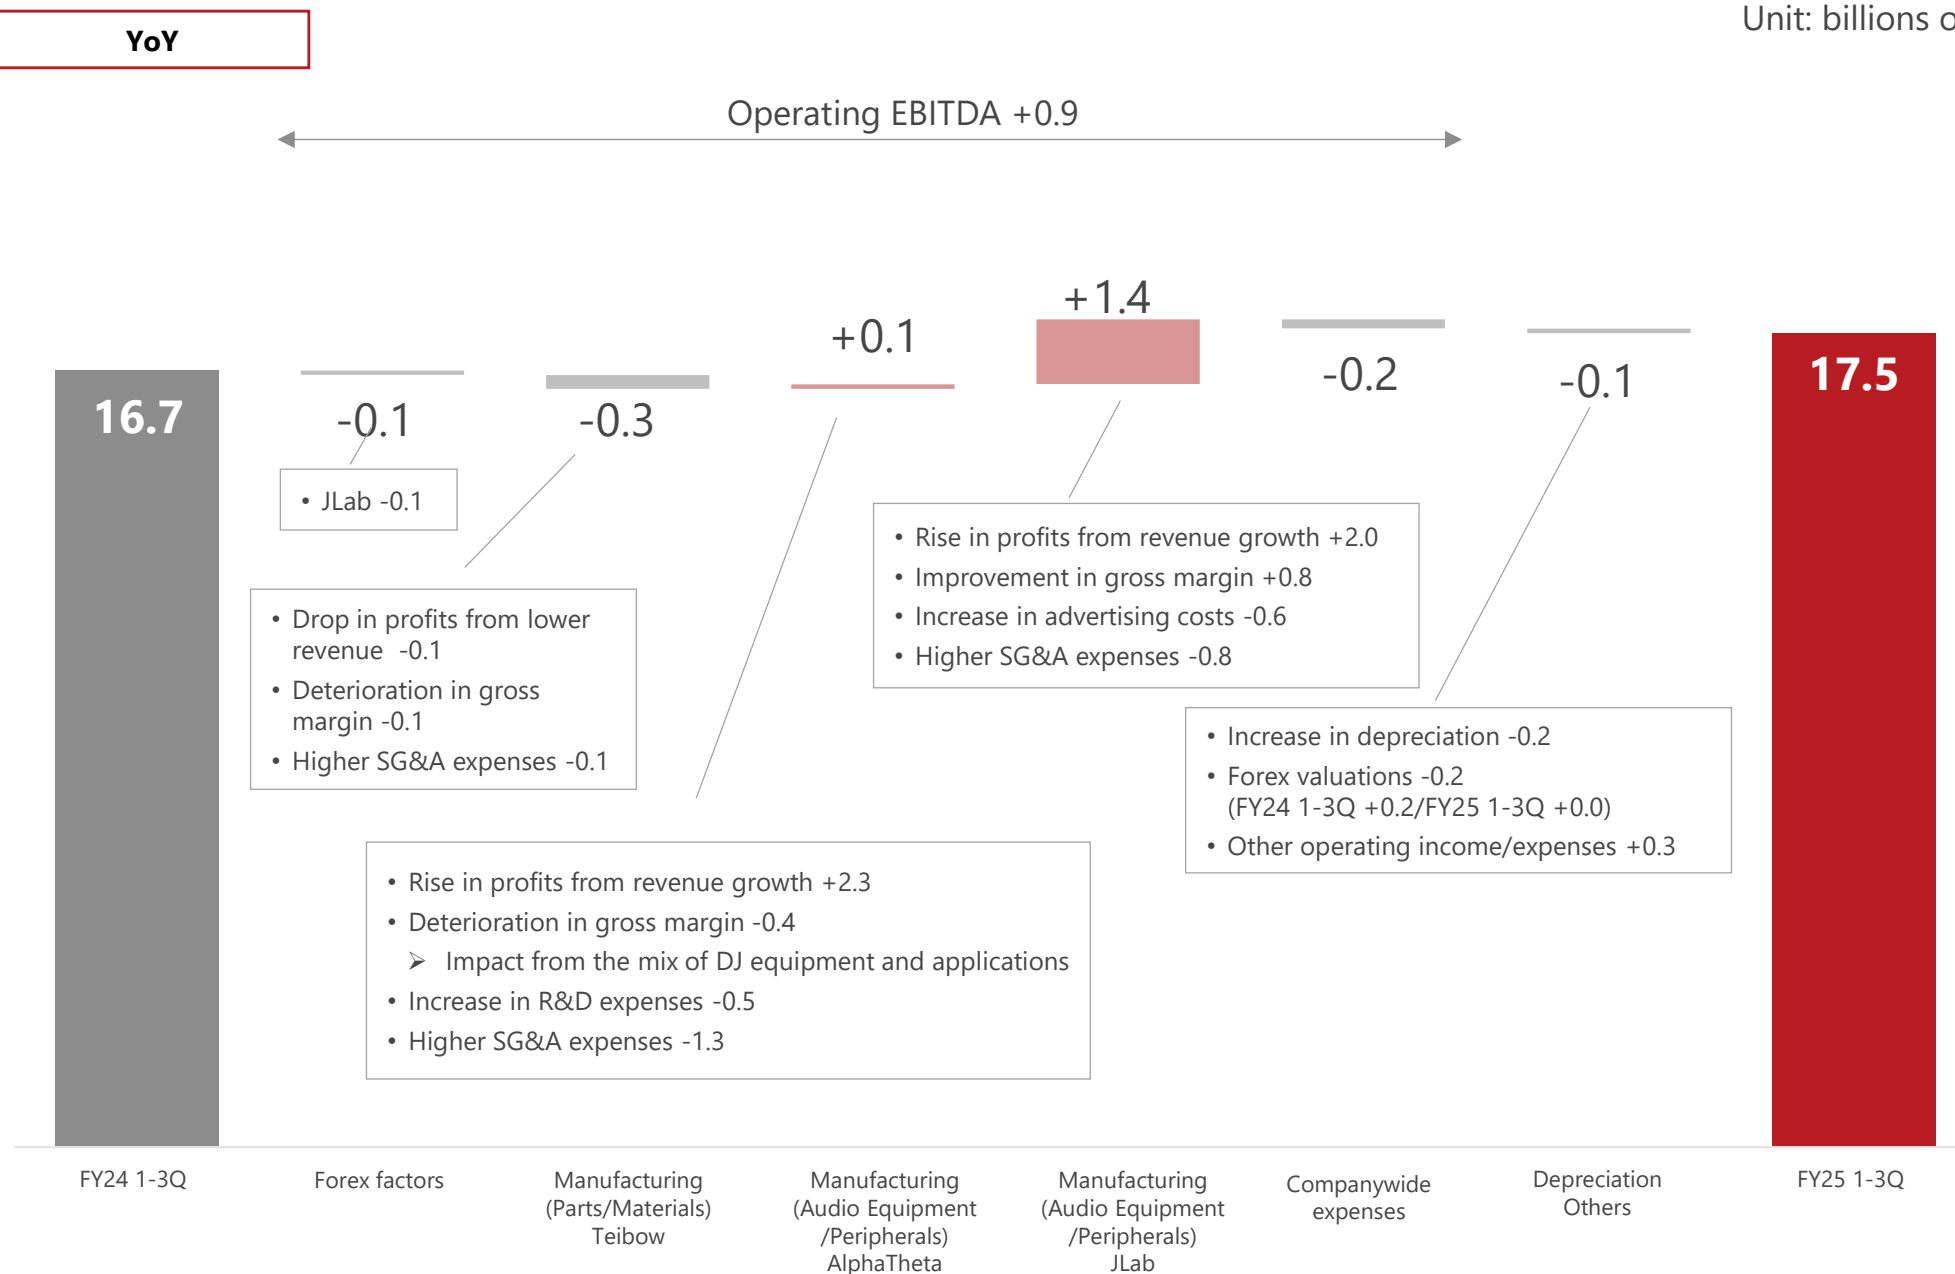 YoY
Unit: billions o
Operating EBITDA +0.9
16.7
-0.1
-0.3
+0.1
+1.4
-0.2
-0.1
17.5
• JLab -0.1
• Drop in profits from lower
revenue -0.1
• Deterioration in gross
margin -0.1
• Higher SG&A expenses -0.1
• Rise in profits from revenue growth +2.3
• Deterioration in gross margin -0.4
➢ Impact from the mix of DJ equipment and applications
• Increase in R&D expenses -0.5
• Higher SG&A expenses -1.3
• Rise in profits from revenue growth +2.0
• Improvement in gross margin +0.8
• Increase in advertising costs -0.6
• Higher SG&A expenses -0.8
• Increase in depreciation -0.2
• Forex valuations -0.2
(FY24 1-3Q +0.2/FY25 1-3Q +0.0)
• Other operating income/expenses +0.3
FY24 1-3Q
Forex factors
Manufacturing
(Parts/Materials)
Teibow
Manufacturing
(Audio Equipment
/Peripherals)
AlphaTheta
Manufacturing
(Audio Equipment
/Peripherals)
JLab
Companywide
expenses
Depreciation
Others
FY25 1-3Q